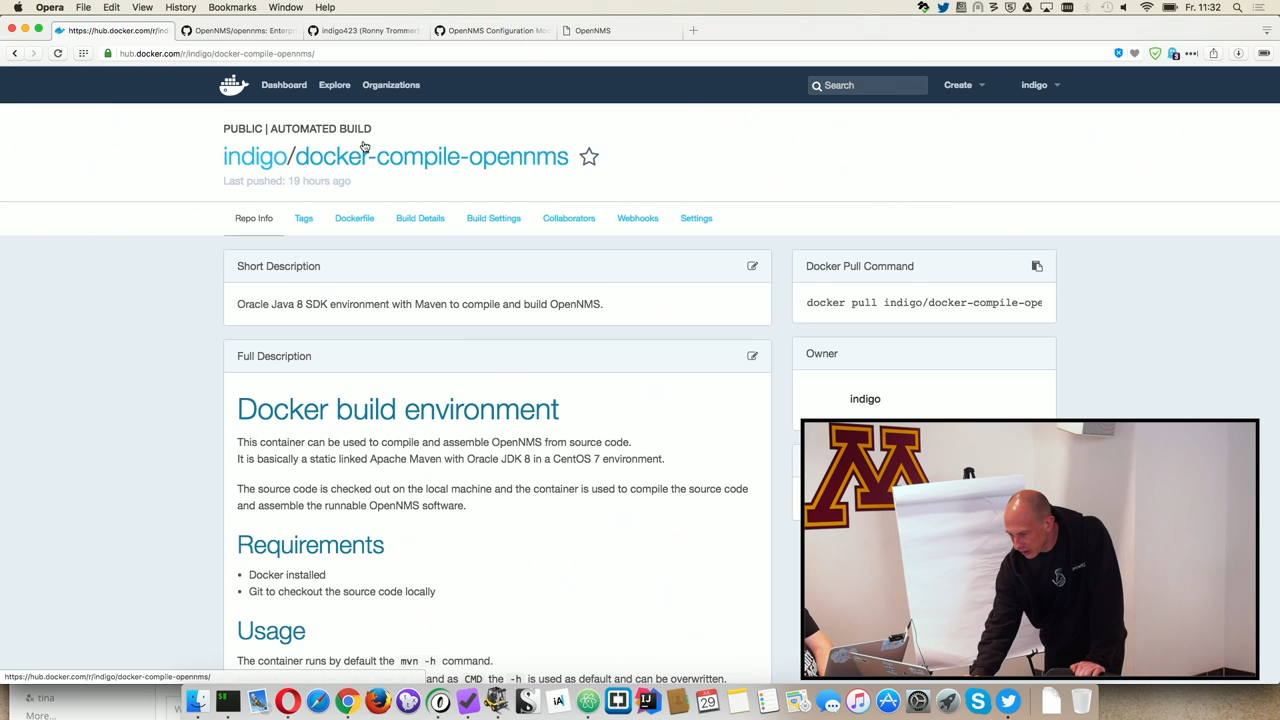 Opera File Edit View History Bookmarks Window Help Fr. 11:32
https://hub.docker.com/r/indi OpenNMS/opennms: Enterp indigo423 (Ronny Trommer) OpenNMS Configuration Mo OpenNMS
hub.docker.com/r/indigo/docker-compile-opennms/
Dashboard Explore Organizations Search Create indigo
PUBLIC | AUTOMATED BUILD
indigo/docker-compile-opennms
Last pushed: 19 hours ago
Repo Info Tags Dockerfile Build Details Build Settings Collaborators Webhooks Settings
Short Description
Oracle Java 8 SDK environment with Maven to compile and build OpenNMS.
Docker Pull Command
docker pull indigo/docker-compile-ope
Full Description
Owner
indigo
Docker build environment
This container can be used to compile and assemble OpenNMS from source code.
It is basically a static linked Apache Maven with Oracle JDK 8 in a CentOS 7 environment.
The source code is checked out on the local machine and the container is used to compile the source code
and assemble the runnable OpenNMS software.
Requirements
• Docker installed
• Git to checkout the source code locally
Usage
The container runs by default the mvn -h command.
and as CMD the -h is used as default and can be overwritten.
https://hub.docker.com/r/indigo/docker-compile-opennms/
tina
More...
M
iA
29